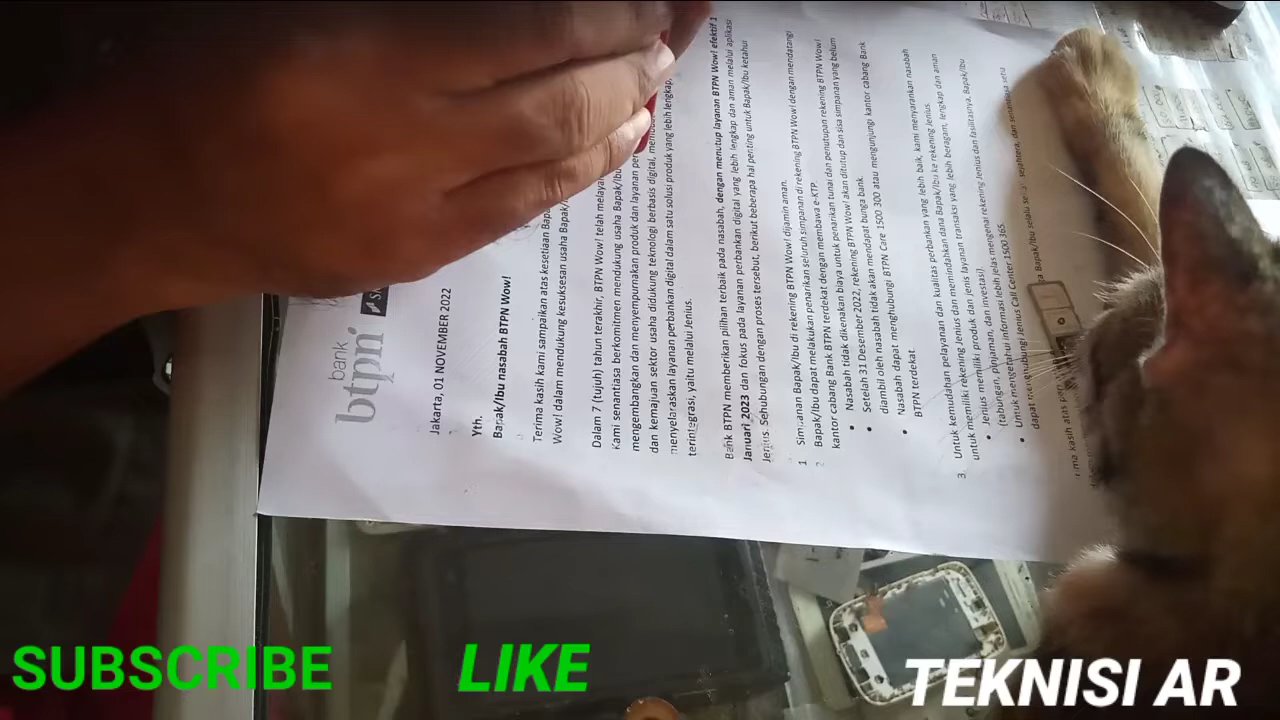 bank
btpn
Jakarta, 01 NOVEMBER 2022
Yth.
Bapak/Ibu nasabah BTPN Wow!
Terima kasih kami sampaikan atas kesetiaan
Wow! dalam mendukung kesuksesan usaha Bapak/
Dalam 7 (tujuh) tahun terakhir, BTPN Wow! telah
kami senantiasa berkomitmen mendukung usaha Bapak/Ibu
mengembangkan dan menyempurnakan produk dan layanan
dan kemajuan sektor usaha didukung teknologi berbasis digital,
menyelaraskan layanan perbankan digital dalam satu solusi produk yang lebih lengkap,
terintegrasi, yaitu melalui Jenius.
Bank BTPN memberikan pilihan terbaik pada nasabah, dengan menutup layanan BTPN Wow! efektif 1
Januari 2023 dan fokus pada layanan perbankan digital yang lebih lengkap dan aman melalui aplikasi
Jenius. Sehubungan dengan proses tersebut, berikut beberapa hal penting untuk Bapak/Ibu ketahui
1 Simpanan Bapak/Ibu di rekening BTPN Wow! dijamin aman.
2 Bapak/Ibu dapat melakukan penarikan seluruh simpanan di rekening BTPN Wow! dengan mendatangi
kantor cabang Bank BTPN terdekat dengan membawa e-KTP.
• Nasabah tidak dikenakan biaya untuk penarikan tunai dan penutupan rekening BTPN Wow!
• Setelah 31 Desember 2022, rekening BTPN Wow! akan ditutup dan sisa simpanan yang belum
diambil oleh nasabah tidak akan mendapat bunga bank.
• Nasabah dapat menghubungi BTPN Care 1500 300 atau mengunjungi kantor cabang Bank
BTPN terdekat.
3. Untuk kemudahan pelayanan dan kualitas perbankan yang lebih baik, kami menyarankan nasabah
untuk memiliki rekening Jenius dan memindahkan dana Bapak/Ibu ke rekening Jenius.
• Jenius memiliki produk dan jenis layanan transaksi yang lebih beragam, lengkap dan aman
(tabungan, pinjaman, dan investasi).
• Untuk mengetahui informasi lebih jelas mengenai rekening Jenius dan fasilitasnya, Bapak/Ibu
dapat menghubungi Jenius Call Center 1500 365.
kasih atas Bapak/Ibu selalu sejahtera, dan senantiasa
SUBSCRIBE
LIKE
TEKNISI AR